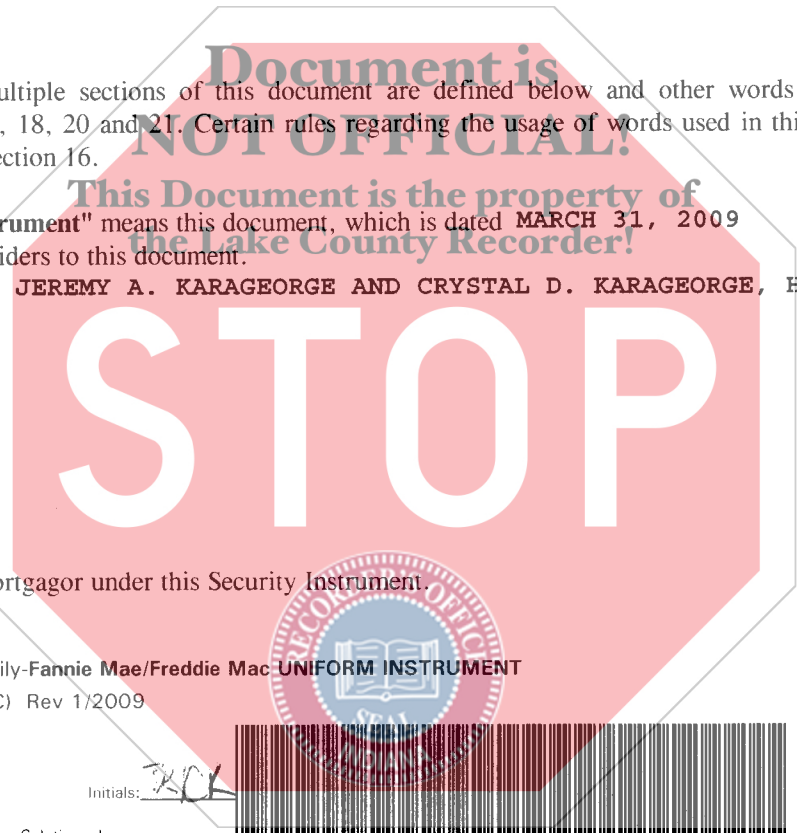 Document is
ultiple sections of this document are defined below and other words
, 18, 20 and 21. Certain rules regarding the usage of words used in thi
NOT OFFICIAL!
ection 16.
This Document is the property of
rument" means this document, which is dated MARCH 31, 2009
the Lake County Recorder!
iders to this document.
JEREMY A. KARAGEORGE AND CRYSTAL D. KARAGEORGE, H
STOP
ortgagor under this Security Instrument.
RECORDER'S OFFICE
ily-Fannie Mae/Freddie Mac UNIFORM INSTRUMENT
C) Rev 1/2009
SEAL
INDIANA
Initials: